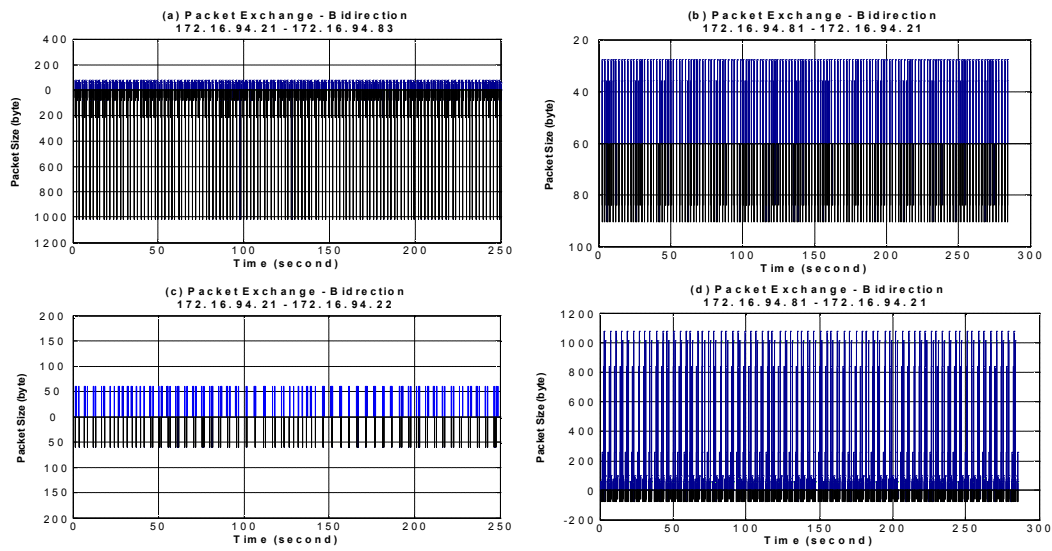 (a) Packet Exchange - Bidirection
172.16.94.21 - 172.16.94.83
400
200
0
200
400
600
800
1000
1200
Packet Size (byte)
0 50 100 150 200 250
Time (second)
(b) Packet Exchange - Bidirection
172.16.94.81 - 172.16.94.21
20
40
60
80
100
Packet Size (byte)
0 50 100 150 200 250 300
Time (second)
(c) Packet Exchange - Bidirection
172.16.94.21 - 172.16.94.22
200
150
100
50
0
50
100
150
200
Packet Size (byte)
0 50 100 150 200 250
Time (second)
(d) Packet Exchange - Bidirection
172.16.94.81 - 172.16.94.21
1200
1000
800
600
400
200
0
-200
Packet Size (byte)
0 50 100 150 200 250 300
Time (second)